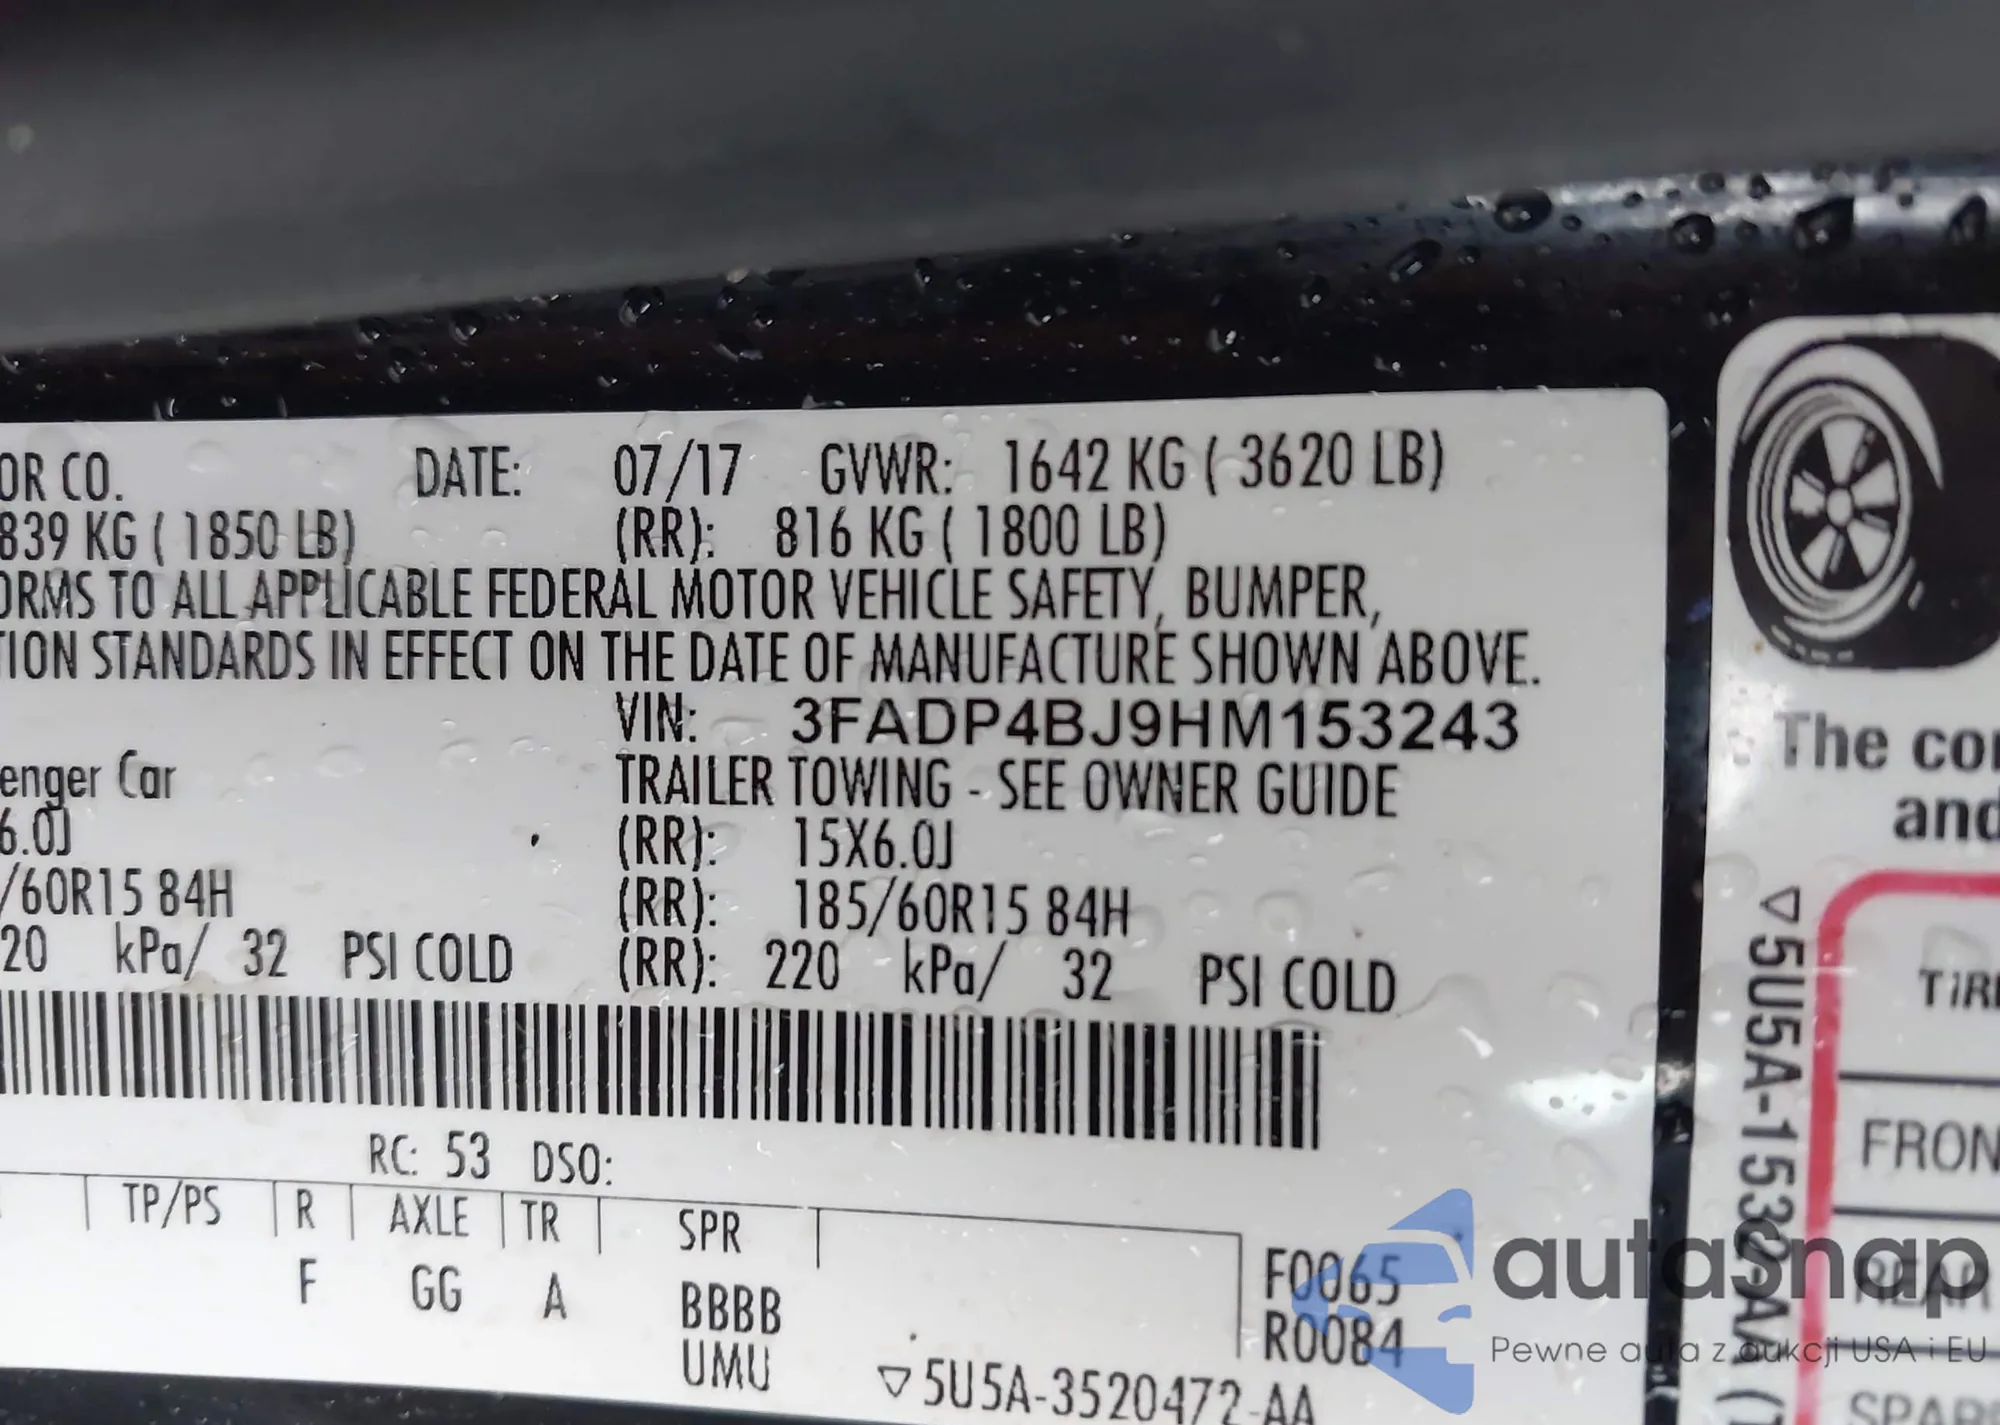 OR CO. DATE: 07/17 GVWR: 1642 KG ( 3620 LB)
839 KG ( 1850 LB) (RR): 816 KG ( 1800 LB)
ORMS TO ALL APPLICABLE FEDERAL MOTOR VEHICLE SAFETY, BUMPER,
TION STANDARDS IN EFFECT ON THE DATE OF MANUFACTURE SHOWN ABOVE.
VIN: 3FADP4BJ9HM153243
enger Car TRAILER TOWING - SEE OWNER GUIDE
6.0J (RR): 15X6.0J
/60R15 84H (RR): 185/60R15 84H
20 kPa/ 32 PSI COLD (RR): 220 kPa/ 32 PSI COLD
RC: 53 DSO:
TP/PS R AXLE TR SPR
F GG A BBBB F0065
UMU R0084
5U5A-3520472-AA
The con
and
5U5A-1532-AA
TIRE
FRON
REAR
SPAR
autasnap
Pewne auta z aukcji USA i EU